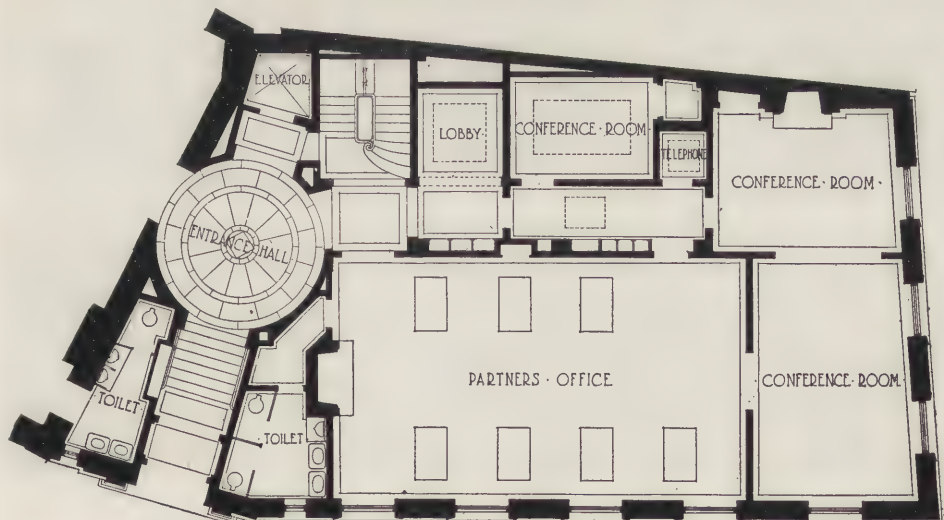 ELEVATOR
LOBBY
CONFERENCE · ROOM
TELEPHONE
CONFERENCE · ROOM ·
ENTRANCE · HALL
PARTNERS · OFFICE
CONFERENCE · ROOM
TOILET
TOILET